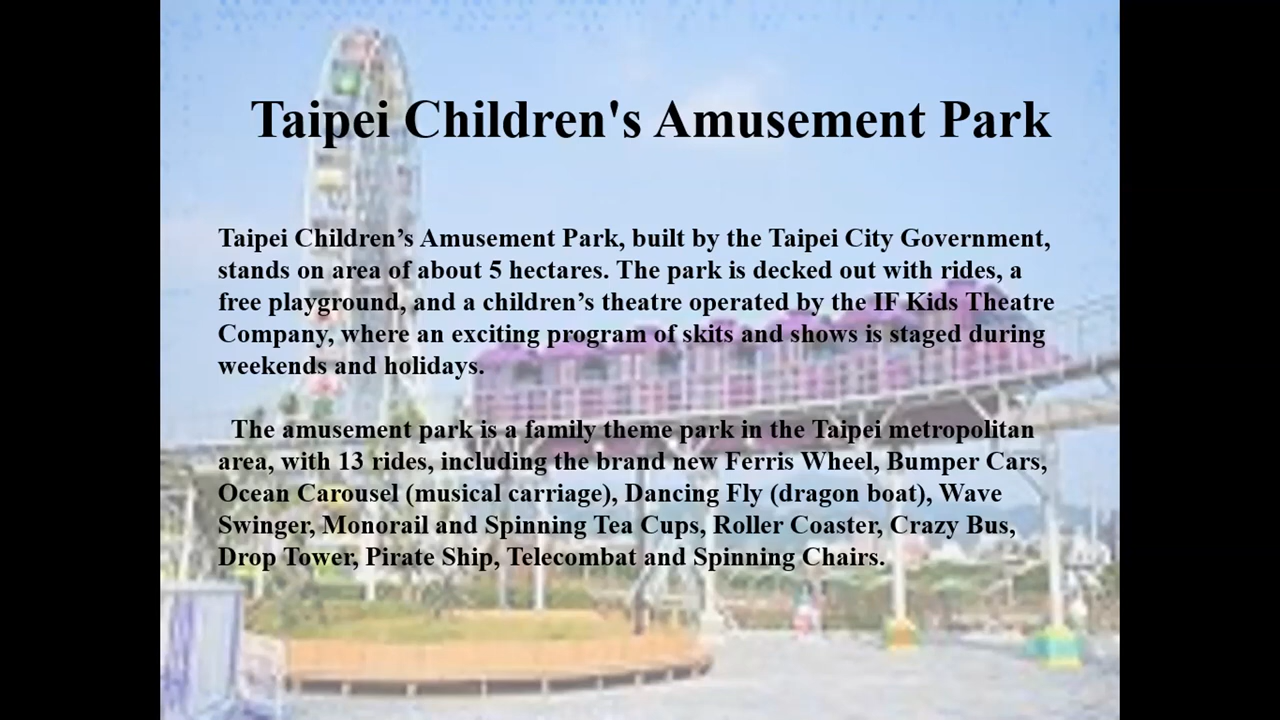 Taipei Children's Amusement Park
Taipei Children’s Amusement Park, built by the Taipei City Government,
stands on area of about 5 hectares. The park is decked out with rides, a
free playground, and a children’s theatre operated by the IF Kids Theatre
Company, where an exciting program of skits and shows is staged during
weekends and holidays.
The amusement park is a family theme park in the Taipei metropolitan
area, with 13 rides, including the brand new Ferris Wheel, Bumper Cars,
Ocean Carousel (musical carriage), Dancing Fly (dragon boat), Wave
Swinger, Monorail and Spinning Tea Cups, Roller Coaster, Crazy Bus,
Drop Tower, Pirate Ship, Telecombat and Spinning Chairs.